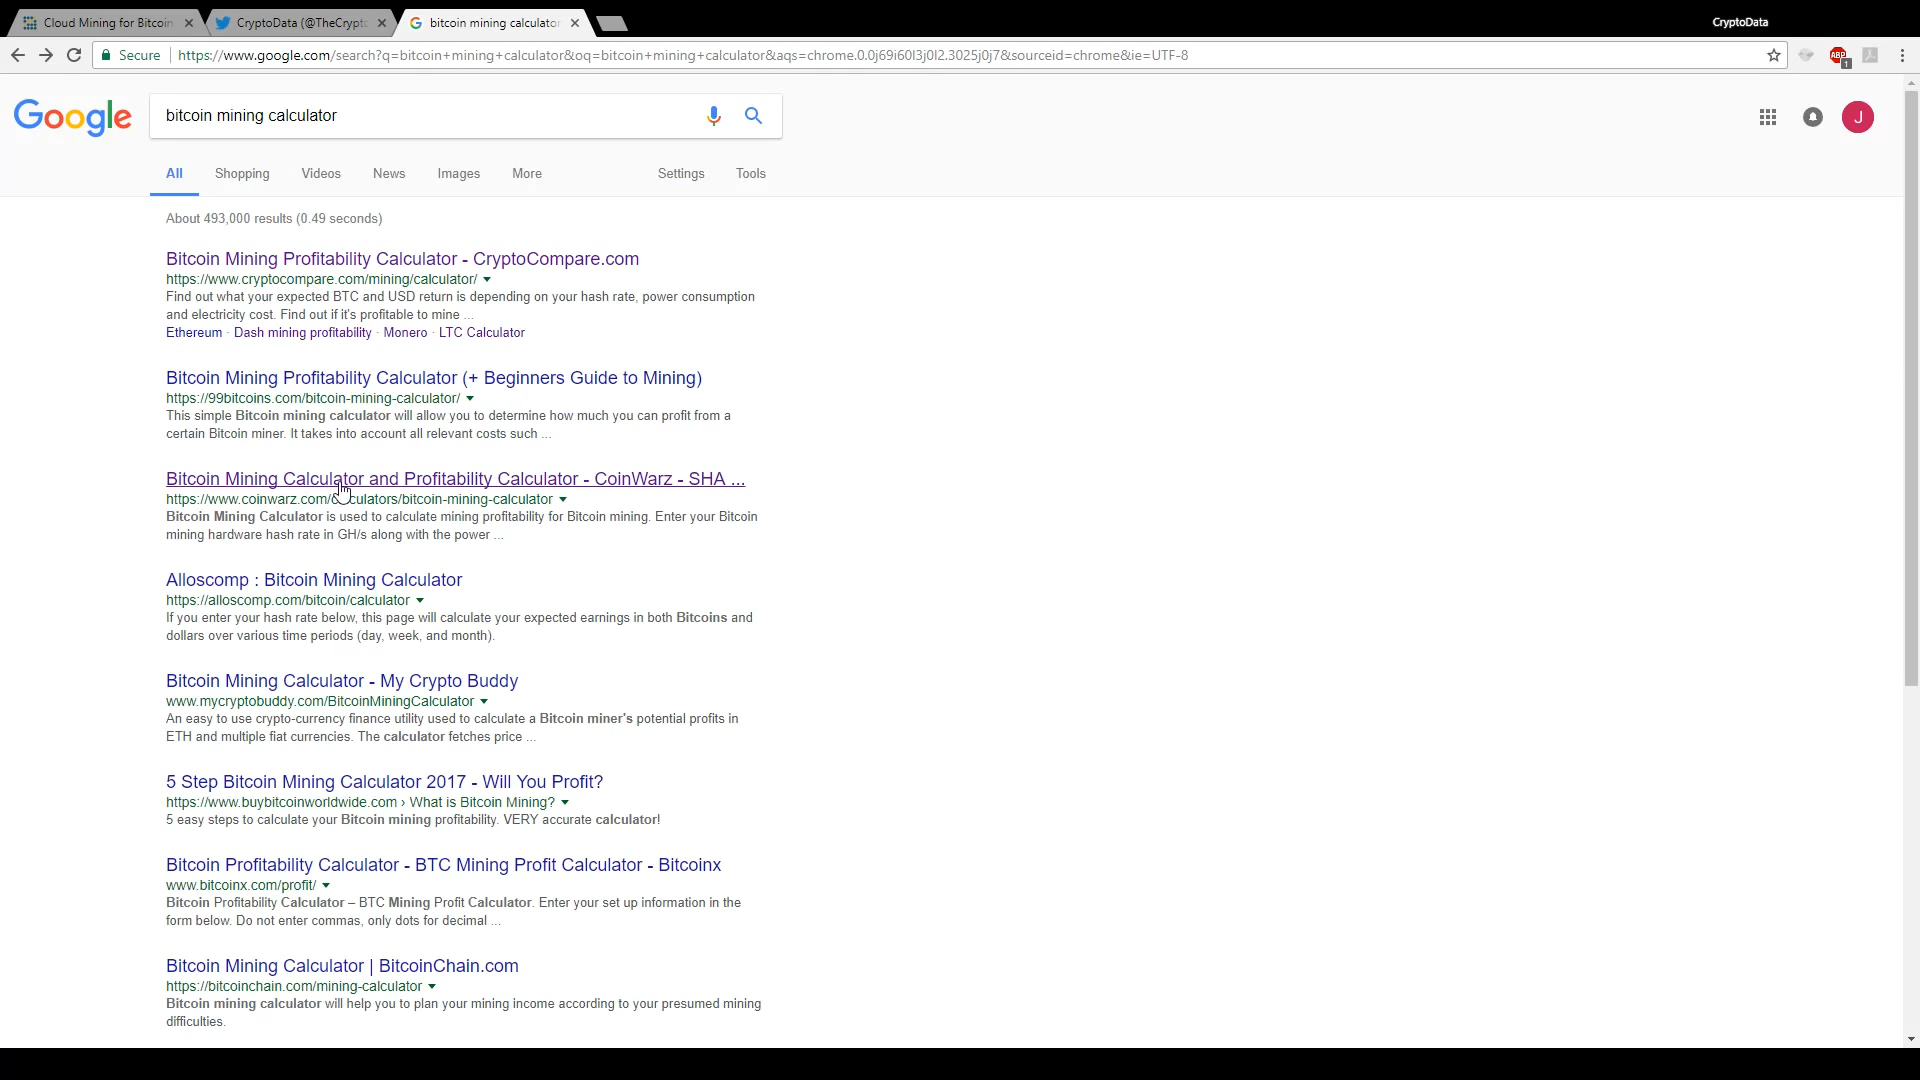 Cloud Mining for Bitcoin
CryptoData (@TheCrypt
bitcoin mining calculator
CryptoData
Secure
https://www.google.com/search?q=bitcoin+mining+calculator&oq=bitcoin+mining+calculator&aqs=chrome.0.0j69i60l3j0l2.3025j0j7&sourceid=chrome&ie=UTF-8
ABP
1
Google
bitcoin mining calculator
J
All
Shopping
Videos
News
Images
More
Settings
Tools
About 493,000 results (0.49 seconds)
Bitcoin Mining Profitability Calculator - CryptoCompare.com
https://www.cryptocompare.com/mining/calculator/
Find out what your expected BTC and USD return is depending on your hash rate, power consumption
and electricity cost. Find out if it's profitable to mine ...
Ethereum · Dash mining profitability · Monero · LTC Calculator
Bitcoin Mining Profitability Calculator (+ Beginners Guide to Mining)
https://99bitcoins.com/bitcoin-mining-calculator/
This simple Bitcoin mining calculator will allow you to determine how much you can profit from a
certain Bitcoin miner. It takes into account all relevant costs such ...
Bitcoin Mining Calculator and Profitability Calculator - CoinWarz - SHA ...
https://www.coinwarz.com/calculators/bitcoin-mining-calculator
Bitcoin Mining Calculator is used to calculate mining profitability for Bitcoin mining. Enter your Bitcoin
mining hardware hash rate in GH/s along with the power ...
Alloscomp : Bitcoin Mining Calculator
https://alloscomp.com/bitcoin/calculator
If you enter your hash rate below, this page will calculate your expected earnings in both Bitcoins and
dollars over various time periods (day, week, and month).
Bitcoin Mining Calculator - My Crypto Buddy
www.mycryptobuddy.com/BitcoinMiningCalculator
An easy to use crypto-currency finance utility used to calculate a Bitcoin miner's potential profits in
ETH and multiple fiat currencies. The calculator fetches price ...
5 Step Bitcoin Mining Calculator 2017 - Will You Profit?
https://www.buybitcoinworldwide.com › What is Bitcoin Mining?
5 easy steps to calculate your Bitcoin mining profitability. VERY accurate calculator!
Bitcoin Profitability Calculator - BTC Mining Profit Calculator - Bitcoinx
www.bitcoinx.com/profit/
Bitcoin Profitability Calculator – BTC Mining Profit Calculator. Enter your set up information in the
form below. Do not enter commas, only dots for decimal ...
Bitcoin Mining Calculator | BitcoinChain.com
https://bitcoinchain.com/mining-calculator
Bitcoin mining calculator will help you to plan your mining income according to your presumed mining
difficulties.